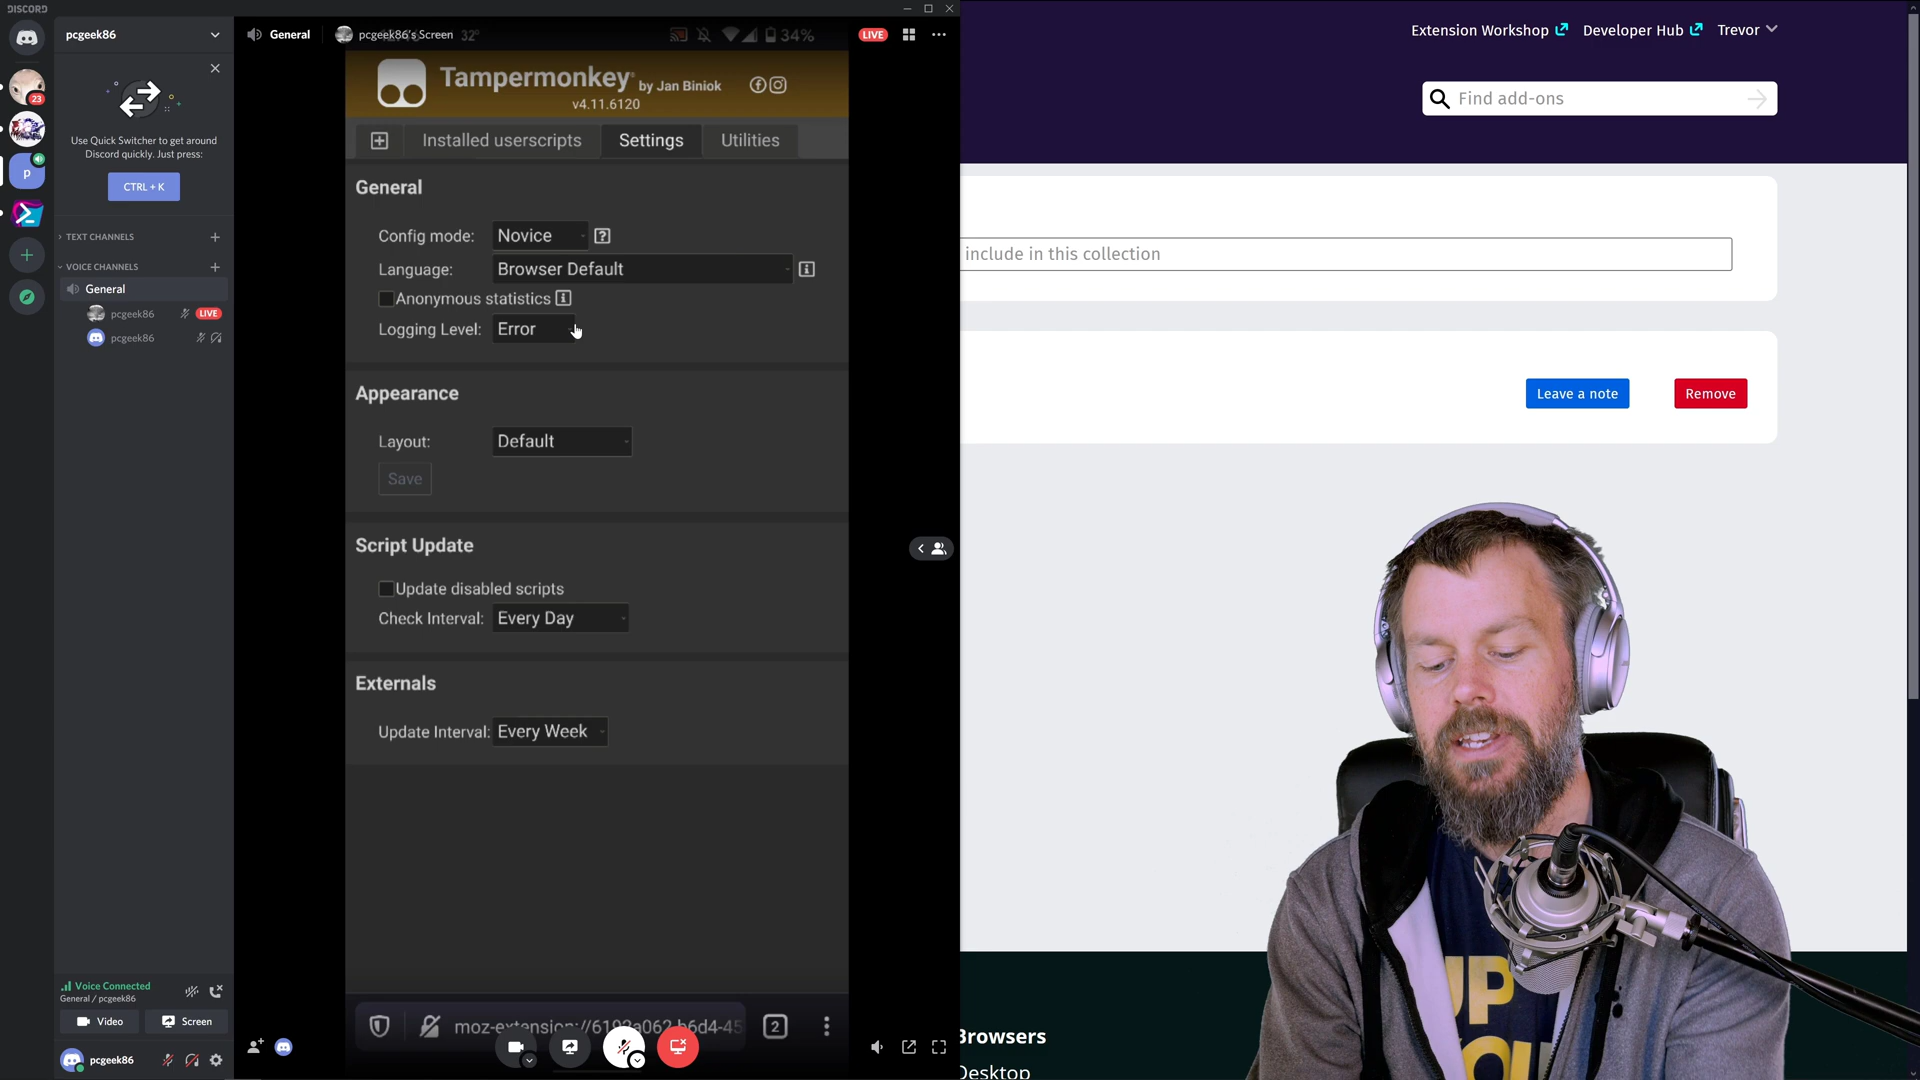 DISCORD
pcgeek86
Use Quick Switcher to get around
Discord quickly. Just press:
CTRL + K
TEXT CHANNELS
VOICE CHANNELS
General
pcgeek86
LIVE
pcgeek86
23
p
Voice Connected
General / pcgeek86
Video
Screen
pcgeek86
General
pcgeek86's Screen
32°
34%
LIVE
Tampermonkey® by Jan Biniok
v4.11.6120
Installed userscripts
Settings
Utilities
General
Config mode: Novice
Language: Browser Default
Anonymous statistics
Logging Level: Error
Appearance
Layout: Default
Save
Script Update
Update disabled scripts
Check Interval: Every Day
Externals
Update Interval: Every Week
2
Extension Workshop
Developer Hub
Trevor
Find add-ons
include in this collection
Leave a note
Remove
Browsers
Desktop
UP